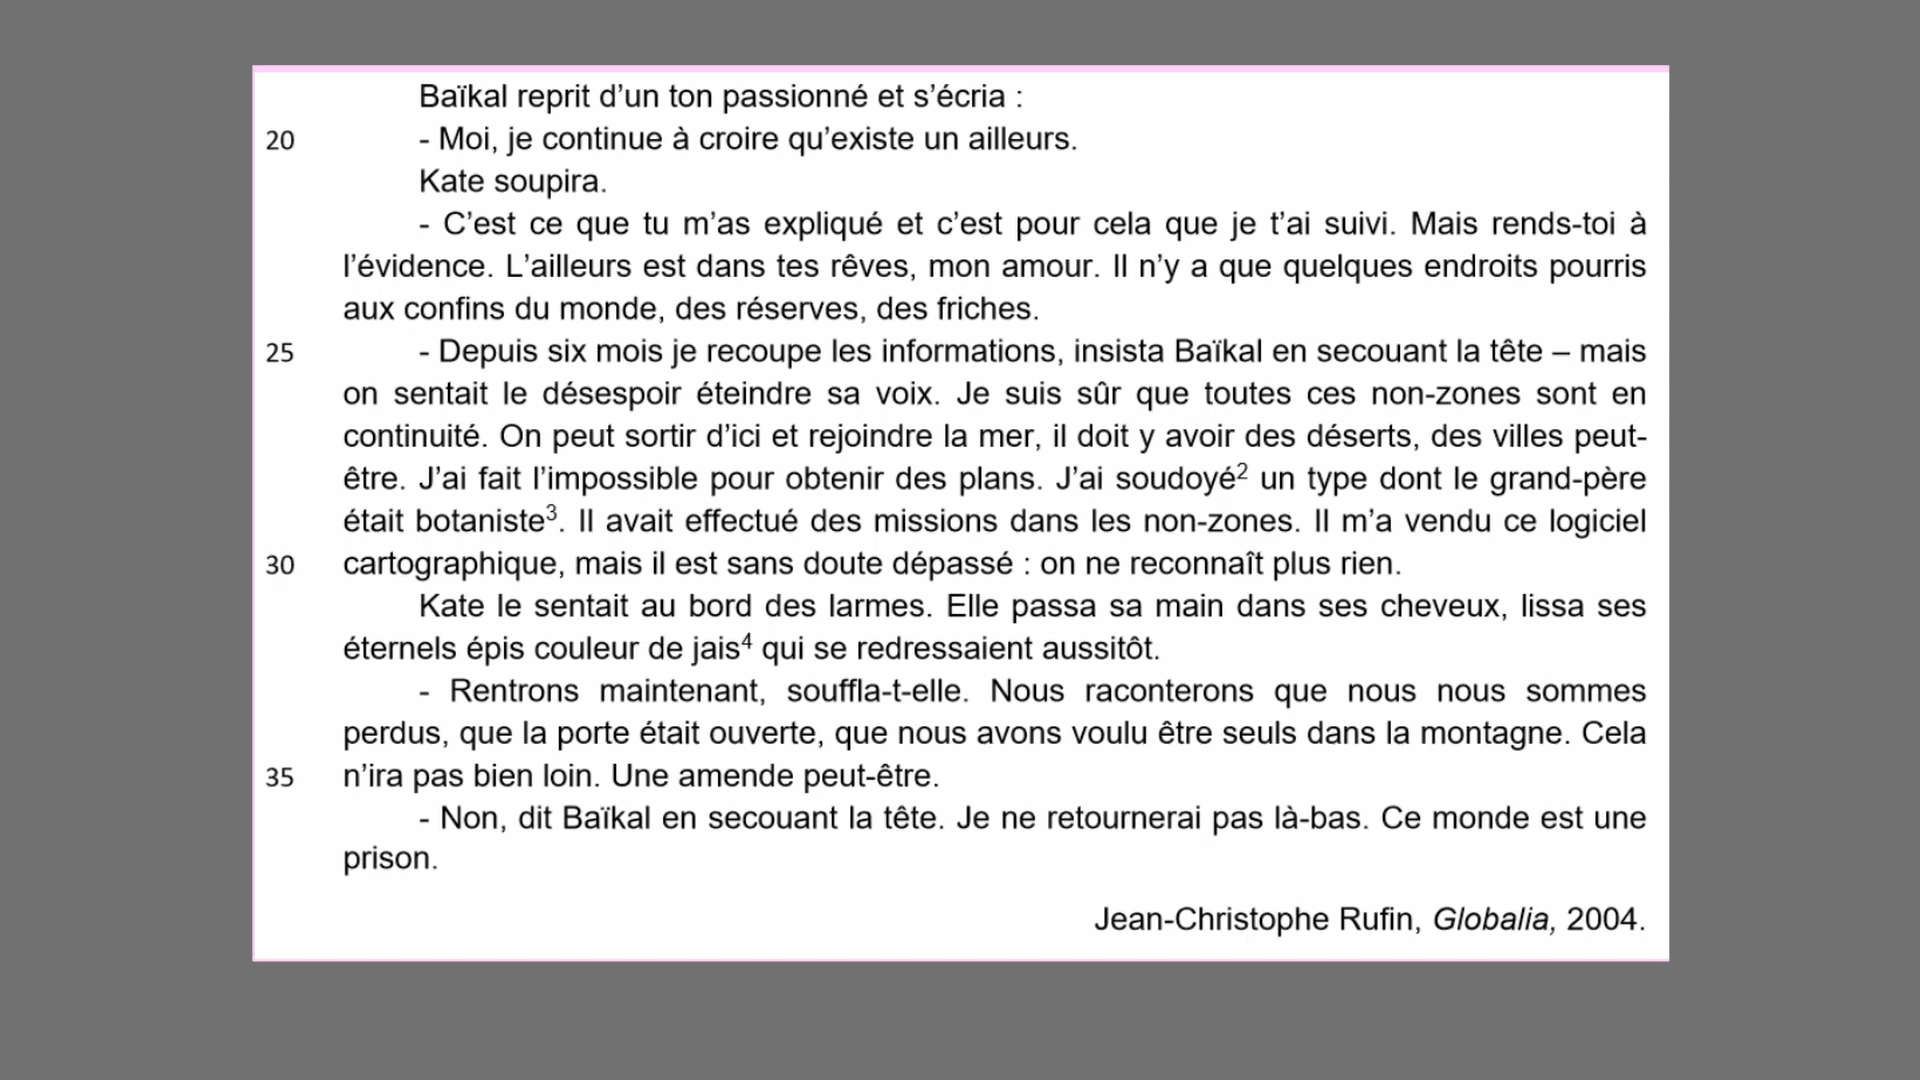 Baïkal reprit d’un ton passionné et s’écria :
20 - Moi, je continue à croire qu’existe un ailleurs.
Kate soupira.
- C’est ce que tu m’as expliqué et c’est pour cela que je t’ai suivi. Mais rends-toi à
l’évidence. L’ailleurs est dans tes rêves, mon amour. Il n’y a que quelques endroits pourris
aux confins du monde, des réserves, des friches.
25 - Depuis six mois je recoupe les informations, insista Baïkal en secouant la tête – mais
on sentait le désespoir éteindre sa voix. Je suis sûr que toutes ces non-zones sont en
continuité. On peut sortir d’ici et rejoindre la mer, il doit y avoir des déserts, des villes peut-
être. J’ai fait l’impossible pour obtenir des plans. J’ai soudoyé² un type dont le grand-père
était botaniste³. Il avait effectué des missions dans les non-zones. Il m’a vendu ce logiciel
30 cartographique, mais il est sans doute dépassé : on ne reconnaît plus rien.
Kate le sentait au bord des larmes. Elle passa sa main dans ses cheveux, lissa ses
éternels épis couleur de jais⁴ qui se redressaient aussitôt.
- Rentrons maintenant, souffla-t-elle. Nous raconterons que nous nous sommes
perdus, que la porte était ouverte, que nous avons voulu être seuls dans la montagne. Cela
35 n’ira pas bien loin. Une amende peut-être.
- Non, dit Baïkal en secouant la tête. Je ne retournerai pas là-bas. Ce monde est une
prison.
Jean-Christophe Rufin, Globalia, 2004.